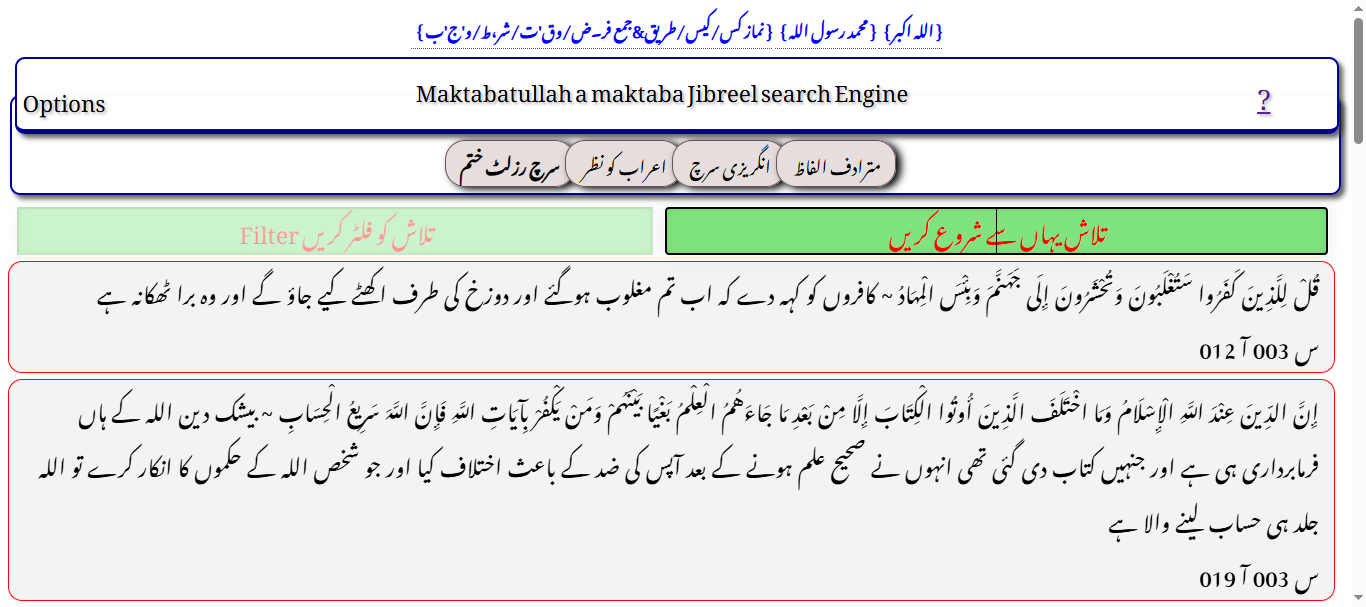 { الله اکبر} { محمد رسول الله } { نماز کس/کیس/طریق&جمع فر۔ض/وق'ت/شر،ط/و'ج'ب }
Options
Maktabatullah a maktaba Jibreel search Engine
?
مترادف الفاظ
انگریزی سرچ
اعراب کو نظر
سرچ رزلٹ ختم
تلاش یہاں سے شروع کریں
تلاش کو فلٹر کریں Filter
قُلْ لِلَّذِينَ كَفَرُوا سَتُغْلَبُونَ وَتُحْشَرُونَ إِلَى جَهَنَّمَ وَبِئْسَ الْمِهَادُ ~ کافروں کو کہہ دے کہ اب تم مغلوب ہوگئے اور دوزخ کی طرف اکھٹے کیے جاؤ گے اور وہ برا ٹھکانہ ہے
س 003 آ 012
إِنَّ الدِّينَ عِنْدَ اللَّهِ الْإِسْلَامُ وَمَا اخْتَلَفَ الَّذِينَ أُوتُوا الْكِتَابَ إِلَّا مِنْ بَعْدِ مَا جَاءَهُمُ الْعِلْمُ بَغْيًا بَيْنَهُمْ وَمَنْ يَكْفُرْ بِآيَاتِ اللَّهِ فَإِنَّ اللَّهَ سَرِيعُ الْحِسَابِ ~ بیشک دین اللہ کے ہاں
فرمابرداری ہی ہے اور جنہیں کتاب دی گئی تھی انہوں نے صحیح علم ہونے کے بعد آپس کی ضد کے باعث اختلاف کیا اور جو شخص اللہ کے حکموں کا انکار کرے تو اللہ
جلد ہی حساب لینے والا ہے
س 003 آ 019